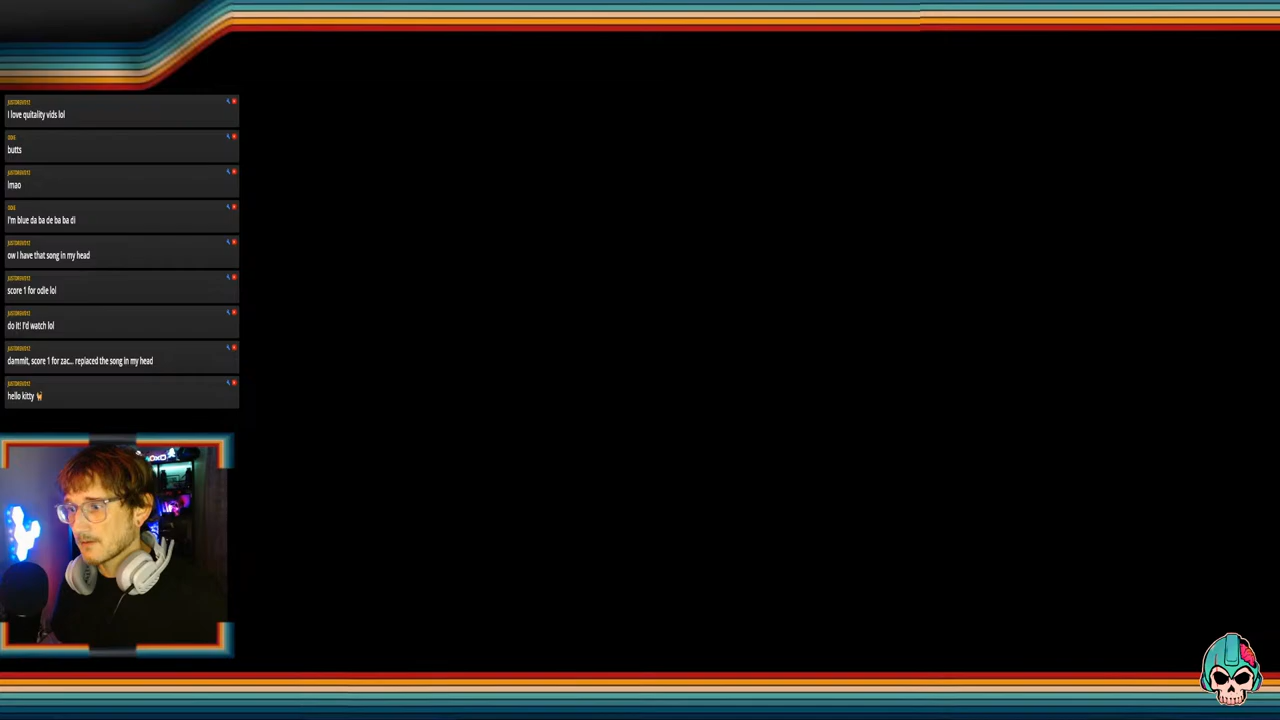 I love quitality vids lol
ODIE
butts
lmao
ODIE
I'm blue da ba de ba ba di
ow I have that song in my head
score 1 for odie lol
do it! I'd watch lol
dammit, score 1 for zac... replaced the song in my head
hello kitty